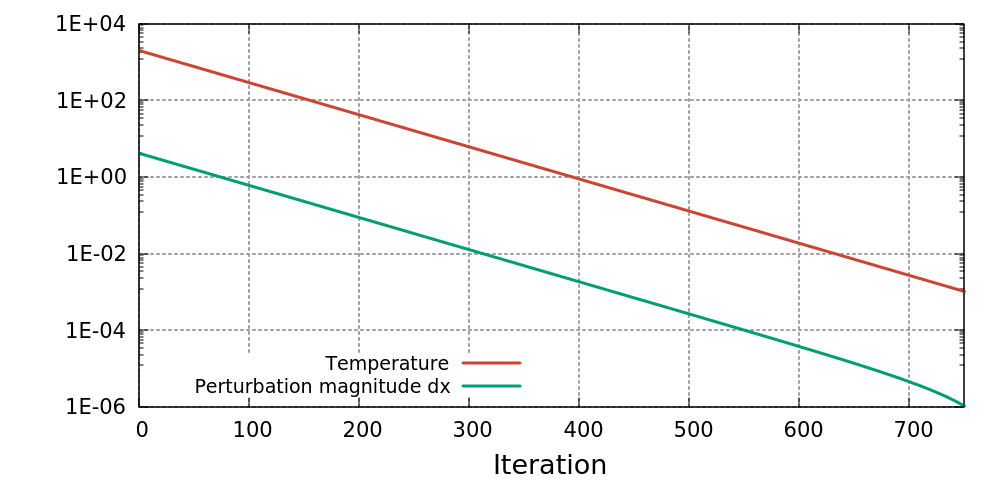 1E+04
1E+02
1E+00
1E-02
1E-04
1E-06
Temperature
Perturbation magnitude dx
0 100 200 300 400 500 600 700
Iteration